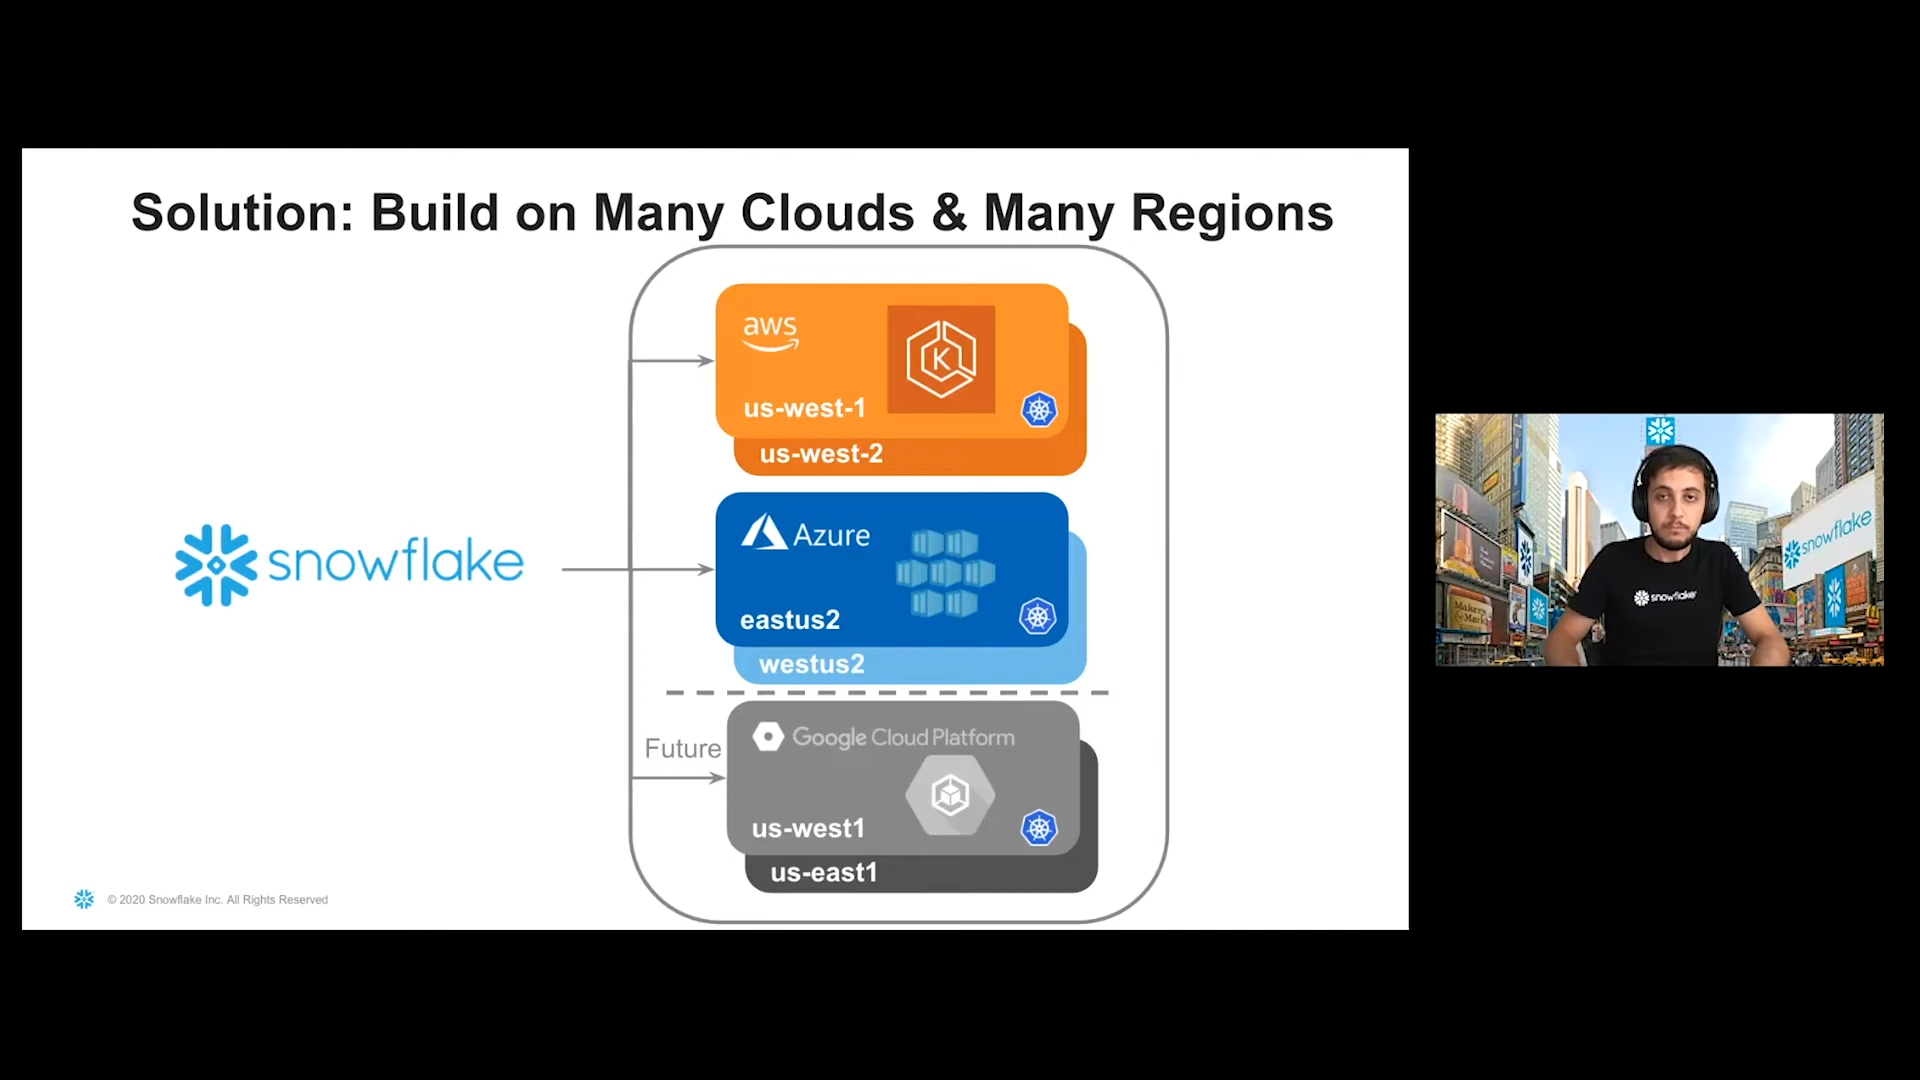 Solution: Build on Many Clouds & Many Regions
aws
K
us-west-1
us-west-2
snowflake
Azure
eastus2
westus2
Future
Google Cloud Platform
us-west1
us-east1
© 2020 Snowflake Inc. All Rights Reserved
snowflake
snowflake